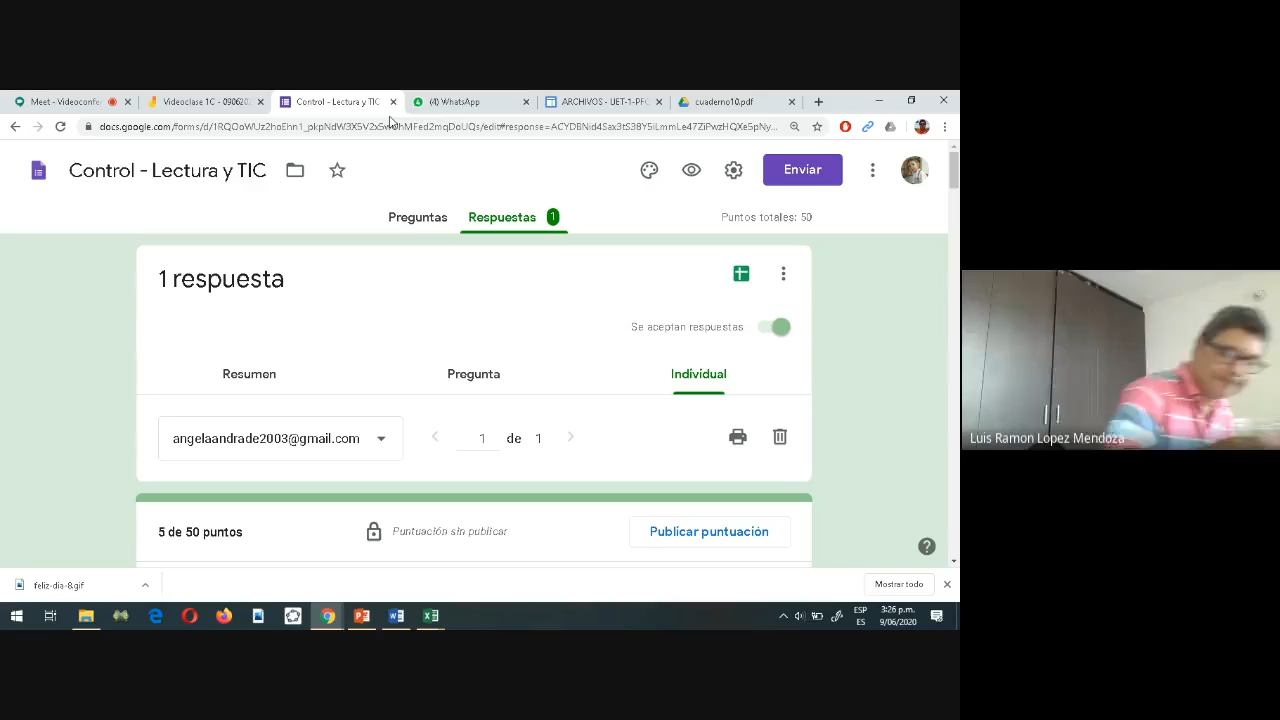 Meet - Videoconfe
Videoclase 1C - 090620
Control - Lectura y TIC
(4) WhatsApp
ARCHIVOS - UET-1-PFC
cuaderno10.pdf
Control - Lectura y TIC
Enviar
Preguntas
Respuestas 1
Puntos totales: 50
1 respuesta
Se aceptan respuestas
Resumen
Pregunta
Individual
angelaandrade2003@gmail.com
1 de 1
5 de 50 puntos
Puntuación sin publicar
Publicar puntuación
Luis Ramon Lopez Mendoza
feliz-dia-8.gif
Mostrar todo
ESP
ES
3:26 p.m.
9/06/2020